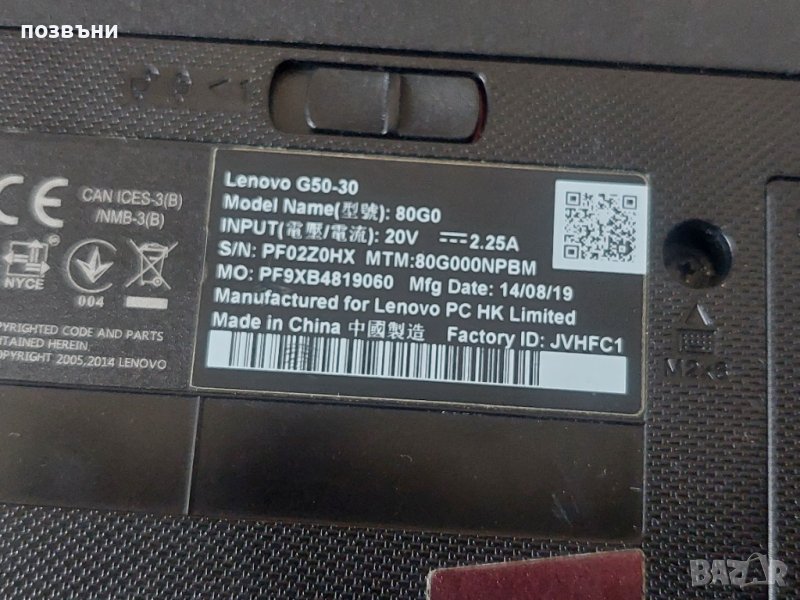 позвъни
CAN ICES-3(B)
/NMB-3(B)
NYCE
004
PYRIGHTED CODE AND PARTS
NTAINED HEREIN.
COPYRIGHT 2005,2014 LENOVO
Lenovo G50-30
Model Name(型號): 80G0
INPUT(電壓/電流): 20V ⎓ 2.25A
S/N: PF02Z0HX MTM:80G000NPBM
MO: PF9XB4819060 Mfg Date: 14/08/19
Manufactured for Lenovo PC HK Limited
Made in China 中國製造 Factory ID: JVHFC1
M2x8
BAZAR